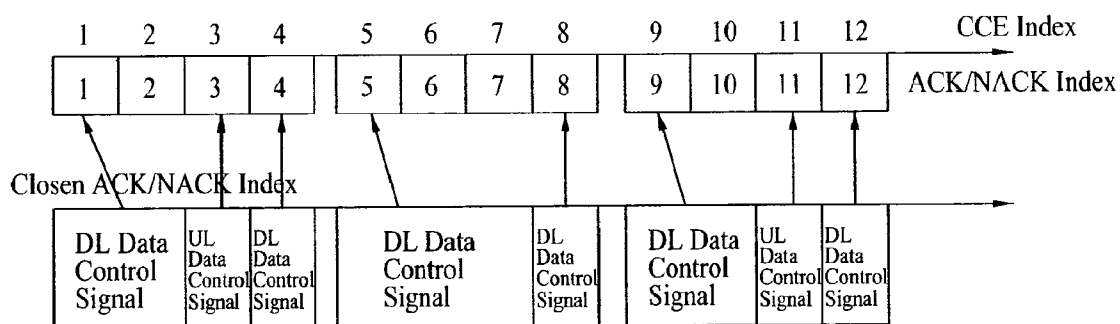 1 2 3 4 5 6 7 8 9 10 11 12 CCE Index
1 2 3 4 5 6 7 8 9 10 11 12 ACK/NACK Index
Closen ACK/NACK Index
DL Data
Control
Signal
UL
Data
Control
Signal
DL
Data
Control
Signal
DL Data
Control
Signal
DL
Data
Control
Signal
DL Data
Control
Signal
UL
Data
Control
Signal
DL
Data
Control
Signal